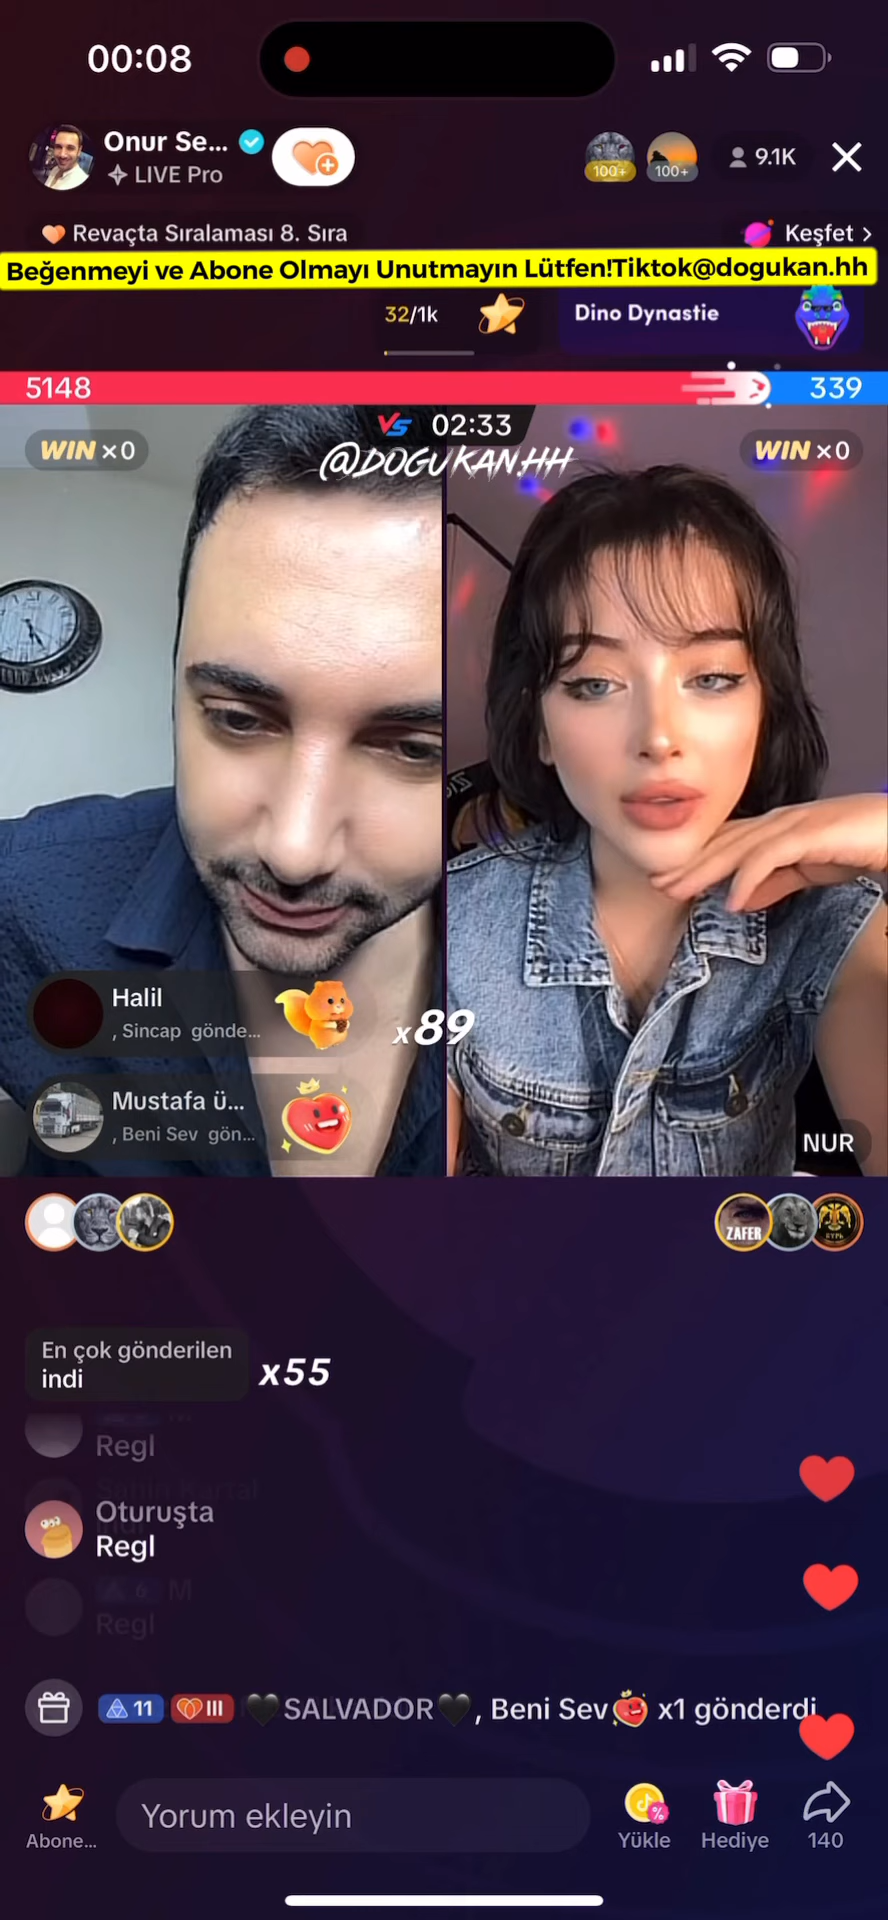 00:08
Onur Se...
LIVE Pro
100+
100+
9.1K
Revaçta Sıralaması 8. Sıra
Keşfet >
Beğenmeyi ve Abone Olmayı Unutmayın Lütfen!Tiktok@dogukan.hh
32/1k
Dino Dynastie
5148
339
VS 02:33
WIN x0
WIN x0
@DOGUKAN.HH
Halil
, Sincap gönde...
x89
Mustafa ü...
, Beni Sev gön...
NUR
ZAFER
En çok gönderilen
indi
x55
Regl
Oturuşta
Regl
6 M
Regl
11 III 🖤SALVADOR🖤, Beni Sev x1 gönderdi
Abone...
Yorum ekleyin
Yükle
Hediye
140